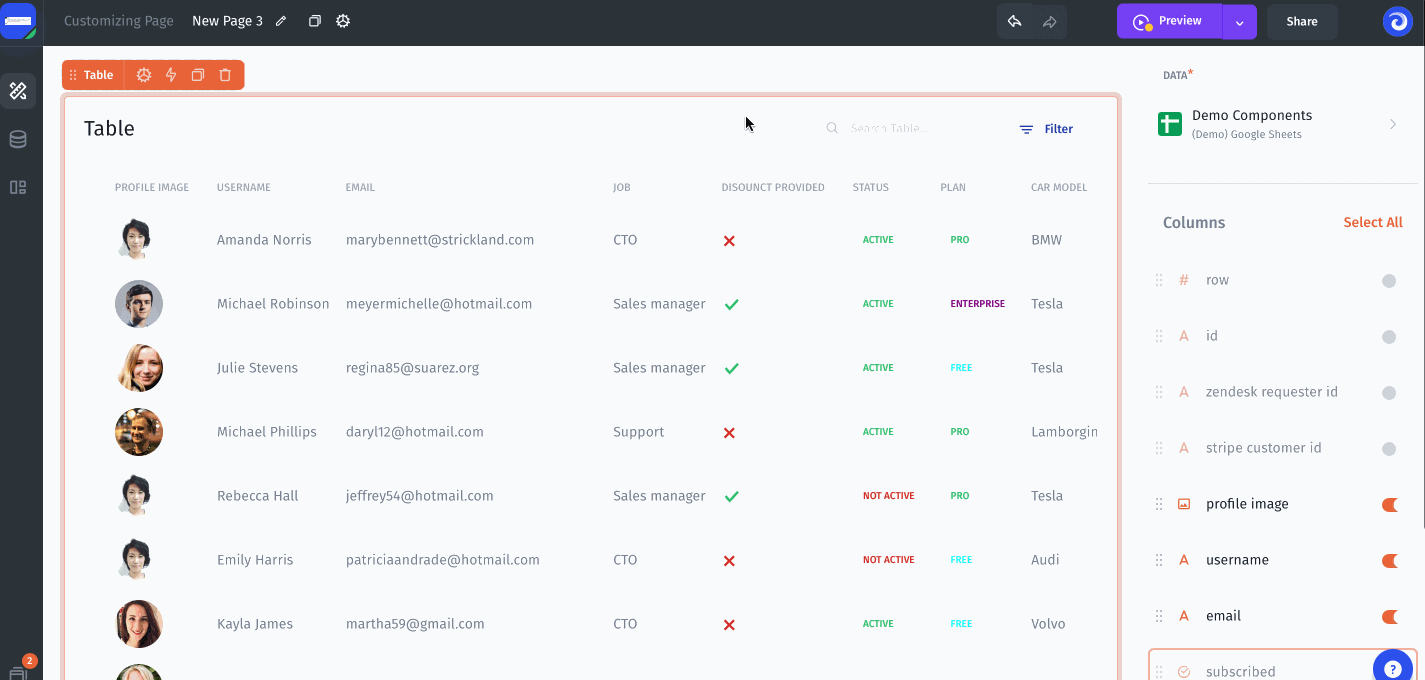 Customizing Page New Page 3 Preview Share
Table
DATA*
Table Search Table... Filter
Demo Components
(Demo) Google Sheets
PROFILE IMAGE USERNAME EMAIL JOB DISOUNCT PROVIDED STATUS PLAN CAR MODEL
Columns Select All
Amanda Norris marybennett@strickland.com CTO ACTIVE PRO BMW
# row
Michael Robinson meyermichelle@hotmail.com Sales manager ACTIVE ENTERPRISE Tesla
A id
Julie Stevens regina85@suarez.org Sales manager ACTIVE FREE Tesla
A zendesk requester id
Michael Phillips daryl12@hotmail.com Support ACTIVE PRO Lamborgin
A stripe customer id
Rebecca Hall jeffrey54@hotmail.com Sales manager NOT ACTIVE PRO Tesla
profile image
Emily Harris patriciaandrade@hotmail.com CTO NOT ACTIVE FREE Audi
A username
Kayla James martha59@gmail.com CTO ACTIVE FREE Volvo
A email
2
subscribed
?